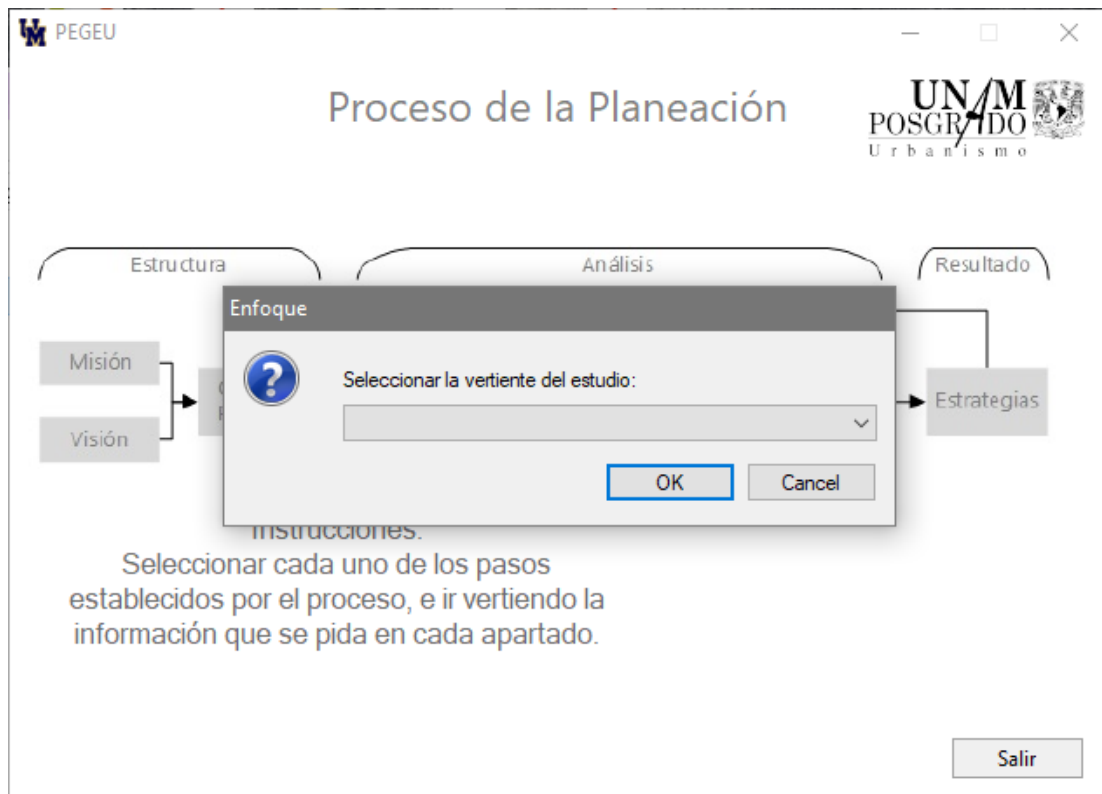 PEGEU
Proceso de la Planeación
UNAM
POSGRADO
Urbanismo
Estructura
Análisis
Resultado
Enfoque
Misión
Visión
Seleccionar la vertiente del estudio:
Estrategias
OK
Cancel
Instrucciones.
Seleccionar cada uno de los pasos
establecidos por el proceso, e ir vertiendo la
información que se pida en cada apartado.
Salir